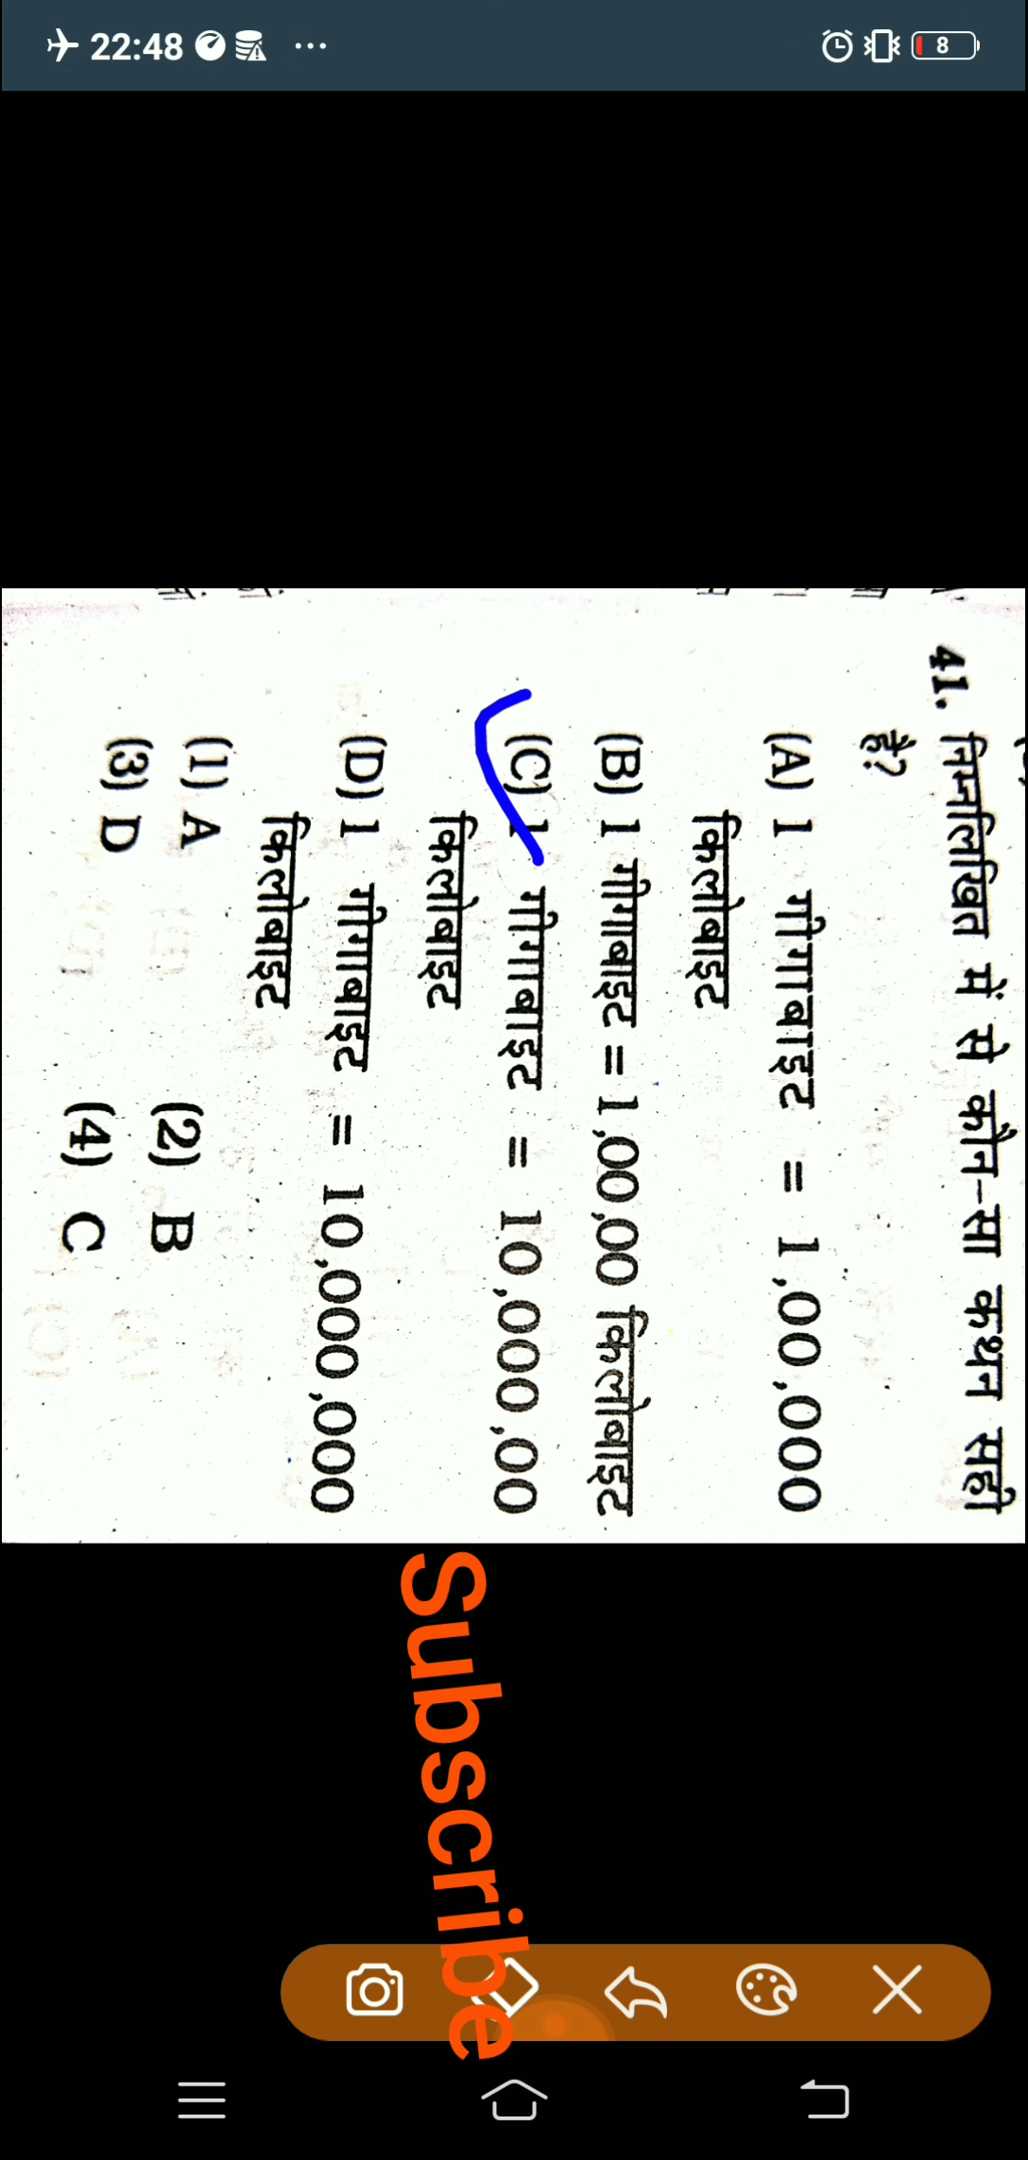 22:48
8
41. निम्नलिखित में से कौन-सा कथन सही
है?
(A) 1 गीगाबाइट = 1,00,000
किलोबाइट
(B) 1 गीगाबाइट = 1,00,00 किलोबाइट
(C) 1 गीगाबाइट = 10,000,00
किलोबाइट
(D) 1 गीगाबाइट = 10,000,000
किलोबाइट
(1) A (2) B
(3) D (4) C
Subscribe